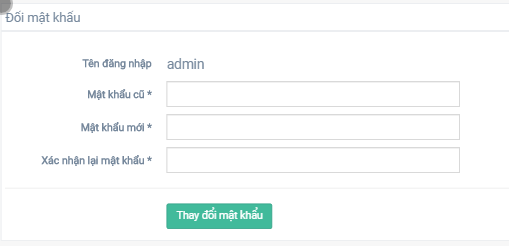 Đổi mật khẩu
Tên đăng nhập admin
Mật khẩu cũ *
Mật khẩu mới *
Xác nhận lại mật khẩu *
Thay đổi mật khẩu